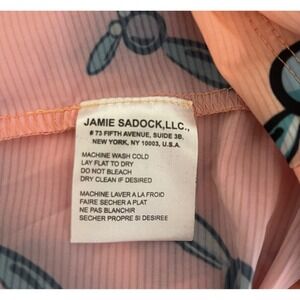 JAMIE SADOCK,LLC.,
# 73 FIFTH AVENUE, SUIDE 3B,
NEW YORK, NY 10003, U.S.A.
MACHINE WASH COLD
LAY FLAT TO DRY
DO NOT BLEACH
DRY CLEAN IF DESIRED
MACHINE LAVER A LA FROID
FAIRE SECHER A PLAT
NE PAS BLANCHIR
SECHER PROPRE SI DESIREE